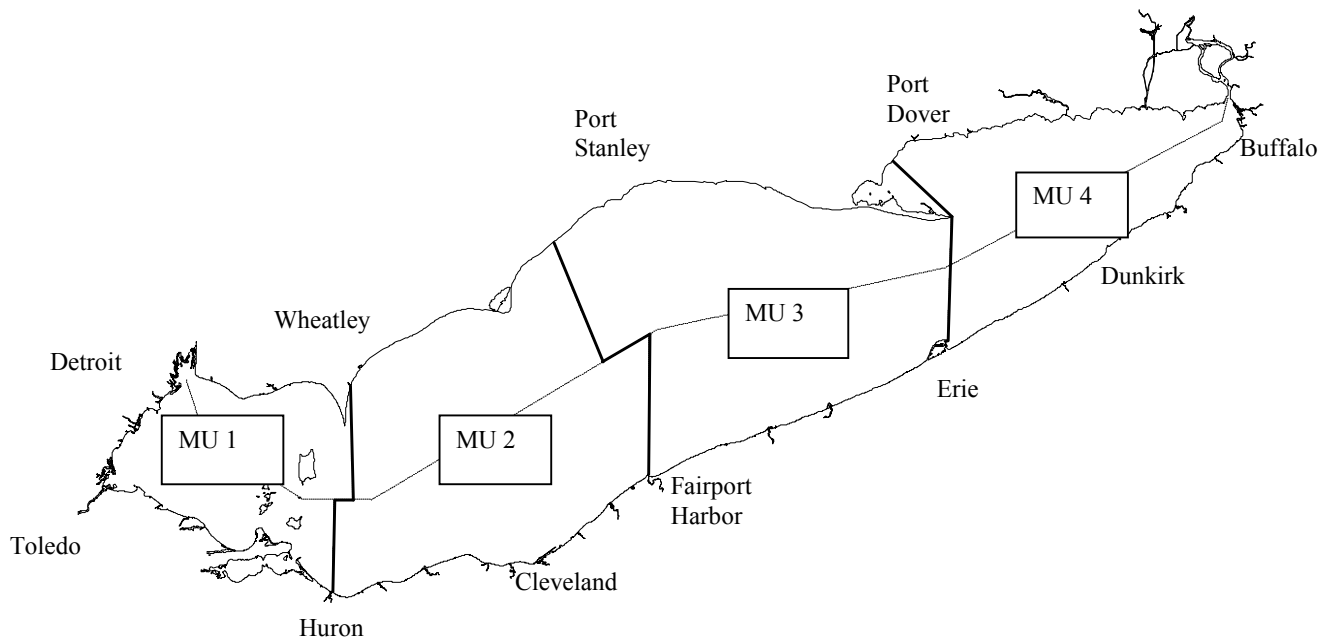 Port
Dover
Port
Stanley
Buffalo
MU 4
Dunkirk
MU 3
Wheatley
Detroit
Erie
MU 1
MU 2
Fairport
Harbor
Toledo
Cleveland
Huron